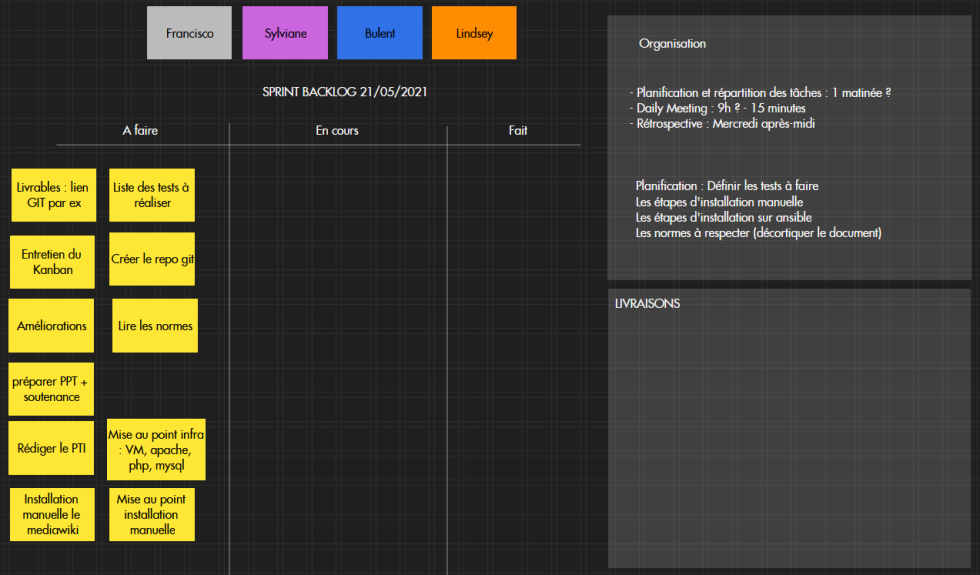 Francisco
Sylviane
Bulent
Lindsey
SPRINT BACKLOG 21/05/2021
A faire
En cours
Fait
Livrables : lien
GIT par ex
Liste des tests à
réaliser
Entretien du
Kanban
Créer le repo git
Améliorations
Lire les normes
préparer PPT +
soutenance
Rédiger le PTI
Mise au point infra
: VM, apache,
php, mysql
Installation
manuelle le
mediawiki
Mise au point
installation
manuelle
Organisation
- Planification et répartition des tâches : 1 matinée ?
- Daily Meeting : 9h ? - 15 minutes
- Rétrospective : Mercredi après-midi
Planification : Définir les tests à faire
Les étapes d'installation manuelle
Les étapes d'installation sur ansible
Les normes à respecter (décortiquer le document)
LIVRAISONS